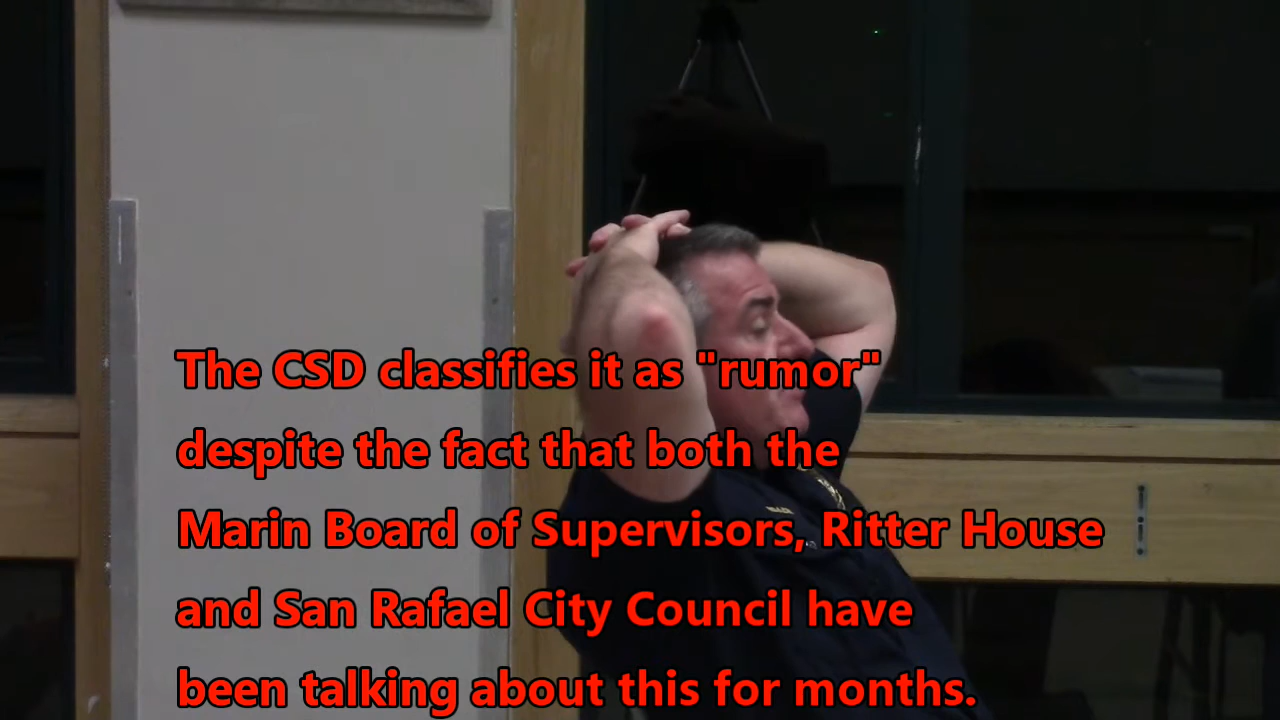 The CSD classifies it as "rumor"
despite the fact that both the
Marin Board of Supervisors, Ritter House
and San Rafael City Council have
been talking about this for months.